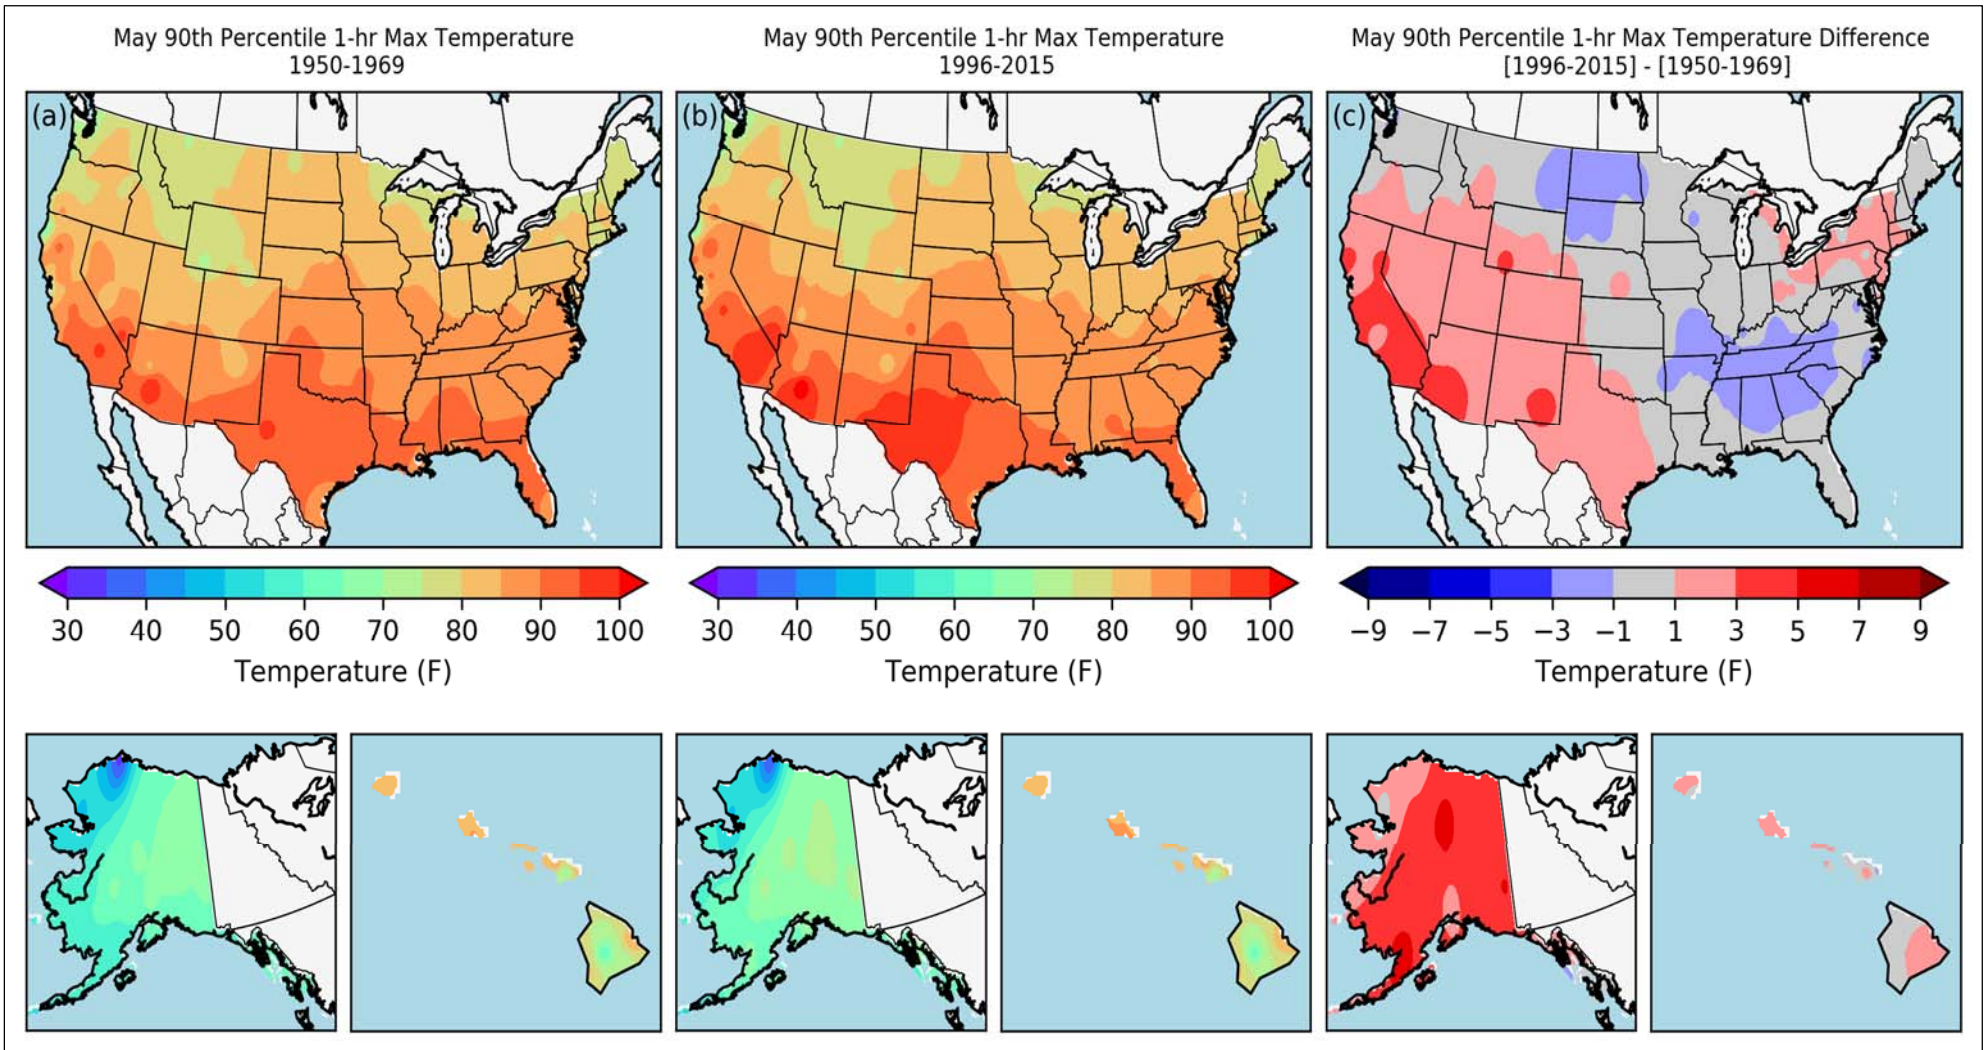 May 90th Percentile 1-hr Max Temperature
1950-1969
May 90th Percentile 1-hr Max Temperature
1996-2015
May 90th Percentile 1-hr Max Temperature Difference
[1996-2015] - [1950-1969]
(a)
(b)
(c)
30 40 50 60 70 80 90 100
Temperature (F)
30 40 50 60 70 80 90 100
Temperature (F)
−9 −7 −5 −3 −1 1 3 5 7 9
Temperature (F)